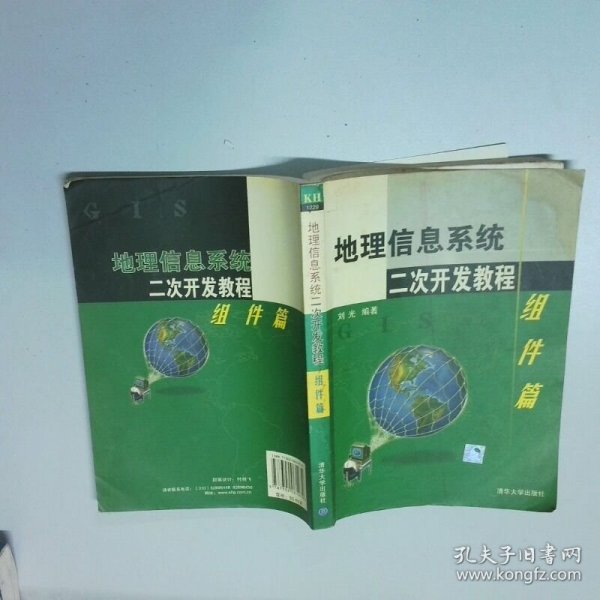 GIS
地理信息系统
二次开发教程
组件篇
KH
地理信息系统二次开发教程
组件篇
清华大学出版社
地理信息系统
二次开发教程
刘光 编著
GIS
组件篇
清华大学出版社
孔夫子旧书网
www.kongfz.com